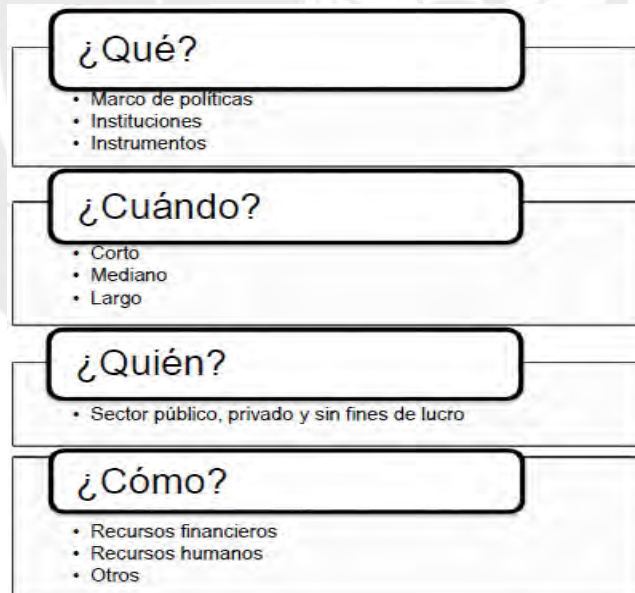 ¿Qué?
• Marco de políticas
• Instituciones
• Instrumentos
¿Cuándo?
• Corto
• Mediano
• Largo
¿Quién?
• Sector público, privado y sin fines de lucro
¿Cómo?
• Recursos financieros
• Recursos humanos
• Otros